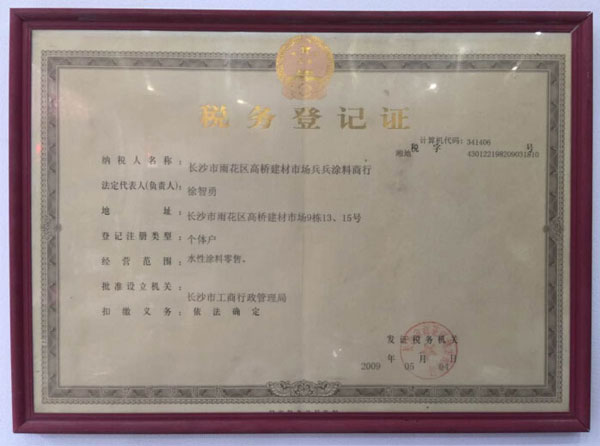 税务登记证
计算机代码：341406
湘地税 字 430122198209031810 号
纳税人名称：长沙市雨花区高桥建材市场兵兵涂料商行
法定代表人(负责人)：徐智勇
地 址：长沙市雨花区高桥建材市场9栋13、15号
登记注册类型：个体户
经营范围：水性涂料零售。
批准设立机关：长沙市工商行政管理局
扣缴义务：依法确定
发证税务机关
2009 年 05 月 04